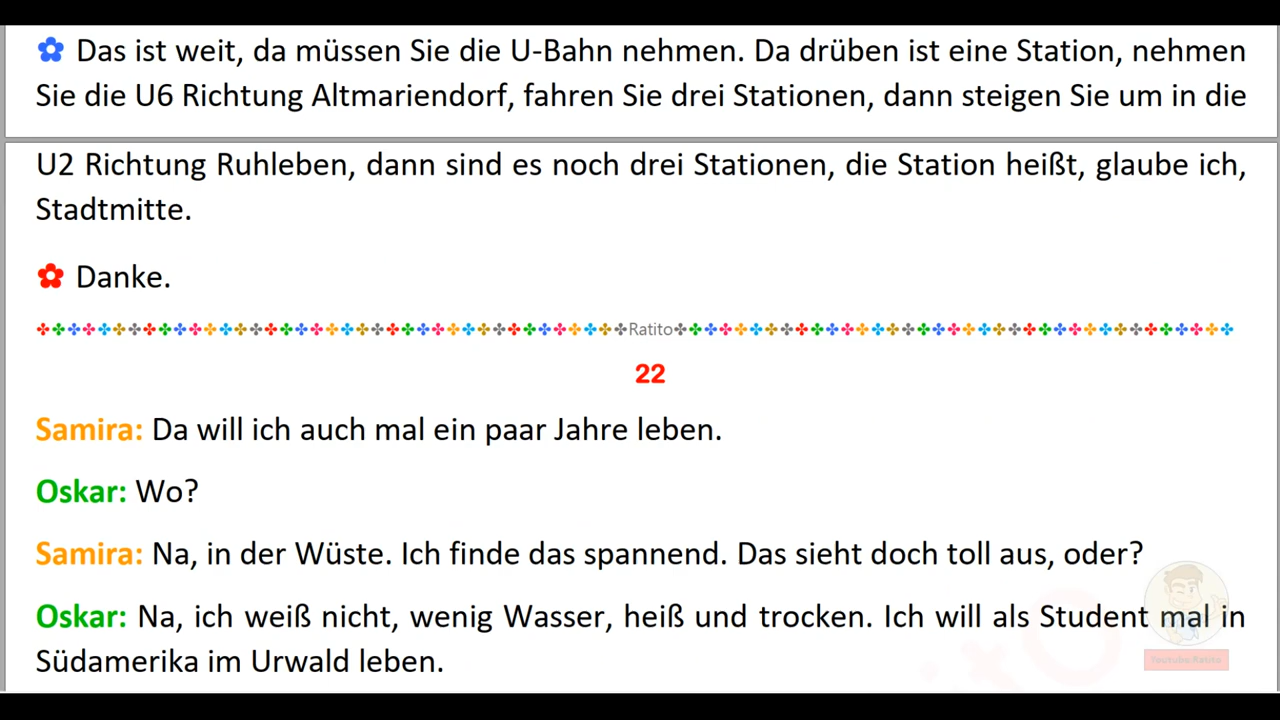 Das ist weit, da müssen Sie die U-Bahn nehmen. Da drüben ist eine Station, nehmen
Sie die U6 Richtung Altmariendorf, fahren Sie drei Stationen, dann steigen Sie um in die
U2 Richtung Ruhleben, dann sind es noch drei Stationen, die Station heißt, glaube ich,
Stadtmitte.
Danke.
Ratito
22
Samira: Da will ich auch mal ein paar Jahre leben.
Oskar: Wo?
Samira: Na, in der Wüste. Ich finde das spannend. Das sieht doch toll aus, oder?
Oskar: Na, ich weiß nicht, wenig Wasser, heiß und trocken. Ich will als Student mal in
Südamerika im Urwald leben.
Youtube:Ratito